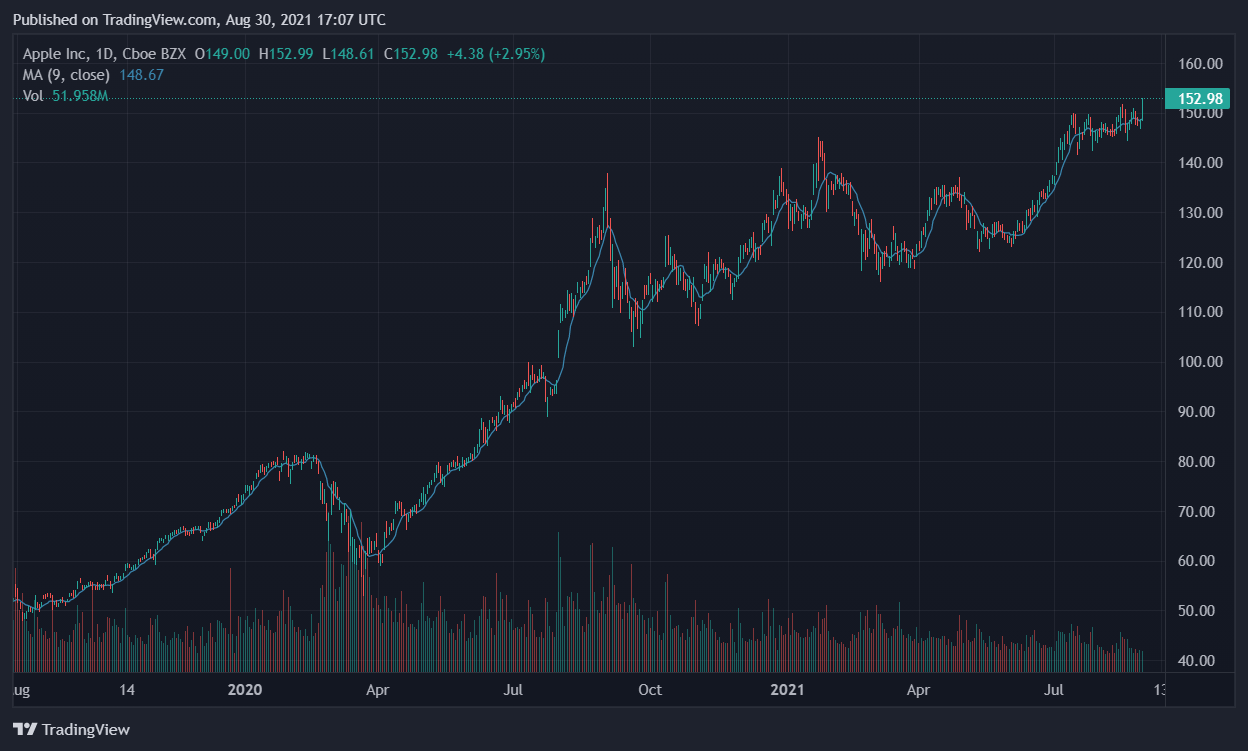 Published on TradingView.com, Aug 30, 2021 17:07 UTC
Apple Inc, 1D, Cboe BZX O149.00 H152.99 L148.61 C152.98 +4.38 (+2.95%)
MA (9, close) 148.67
Vol 51.958M
160.00
152.98
150.00
140.00
130.00
120.00
110.00
100.00
90.00
80.00
70.00
60.00
50.00
40.00
ug 14 2020 Apr Jul Oct 2021 Apr Jul 13
TradingView